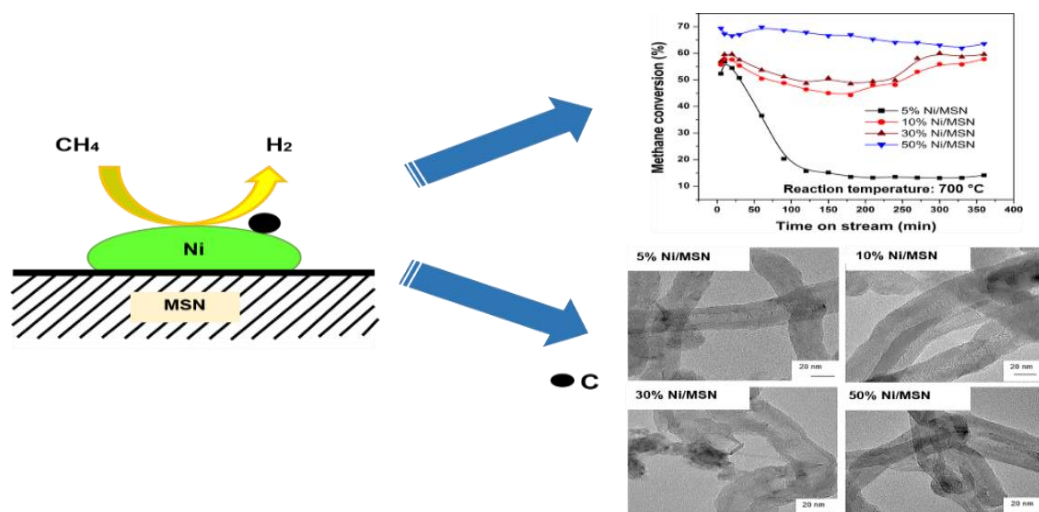 CH4
H2
Ni
MSN
C
Methane conversion (%)
70
60
50
40
30
20
10
5% Ni/MSN
10% Ni/MSN
30% Ni/MSN
50% Ni/MSN
Reaction temperature: 700 °C
0 50 100 150 200 250 300 350 400
Time on stream (min)
5% Ni/MSN
10% Ni/MSN
20 nm
20 nm
30% Ni/MSN
50% Ni/MSN
20 nm
20 nm